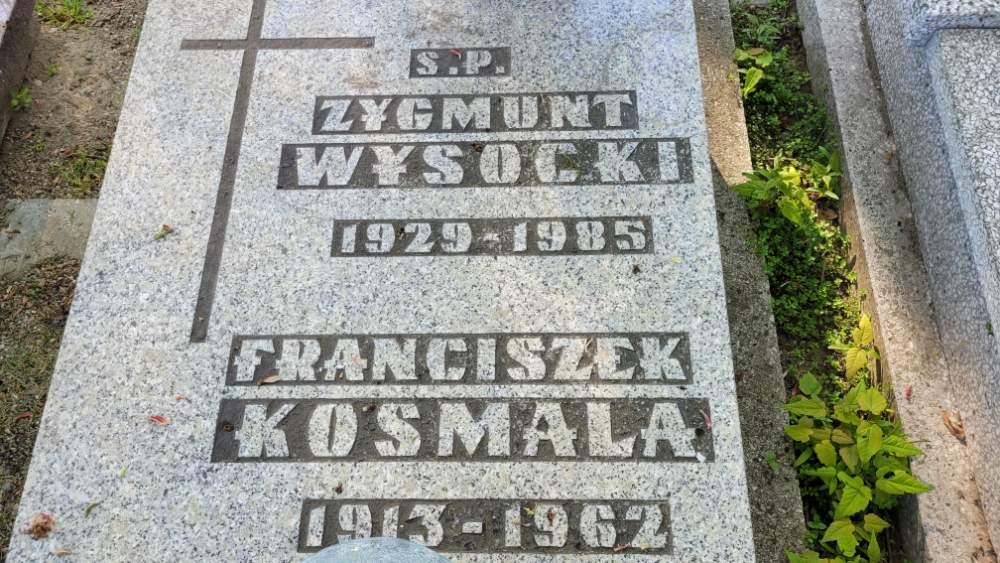 S.P.
ZYGMUNT
WYSOCKI
1929-1985
FRANCISZEK
KOSMALA
1913-1962